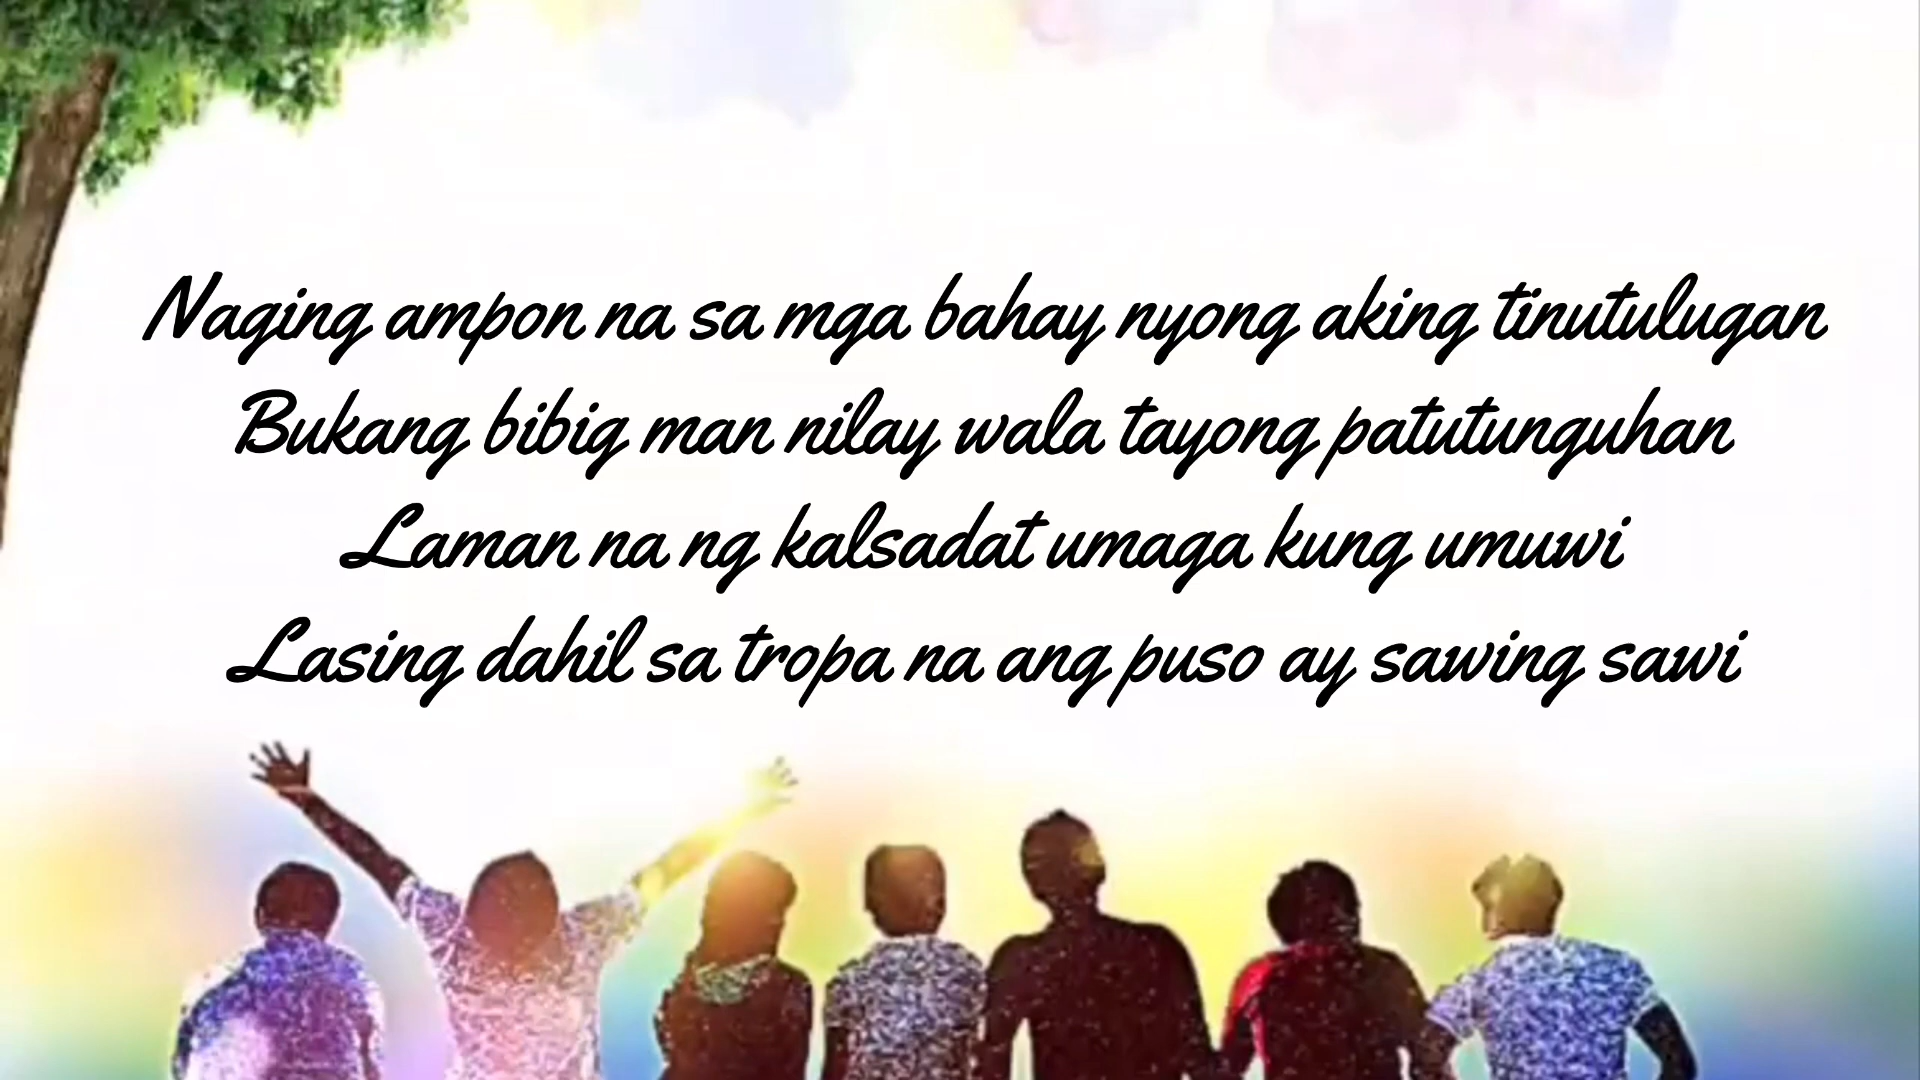 Naging ampon na sa mga bahay nyong aking tinutulugan
Bukang bibig man nilay wala tayong patutunguhan
Laman na ng kalsadat umaga kung umuwi
Lasing dahil sa tropa na ang puso ay sawing sawi